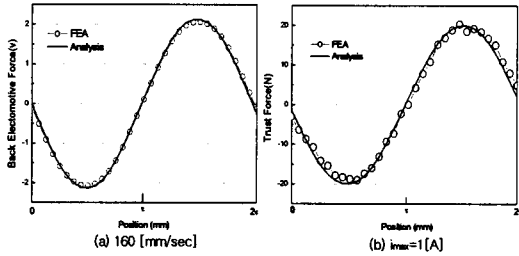 Back Electromotive Force(v)
2
1
0
-1
-2
FEA
Analysis
0
1
2
Position (mm)
(a) 160 [mm/sec]
Trust Force(N)
20
10
0
-10
-20
FEA
Analysis
0
1
2
Position (mm)
(b) imax=1[A]